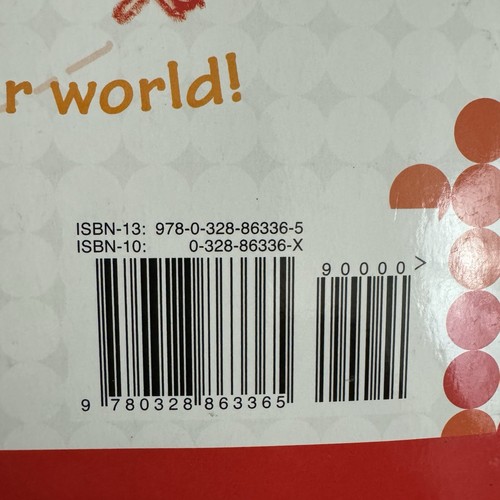 r world!
ISBN-13: 978-0-328-86336-5
ISBN-10: 0-328-86336-X
90000>
9 780328 863365